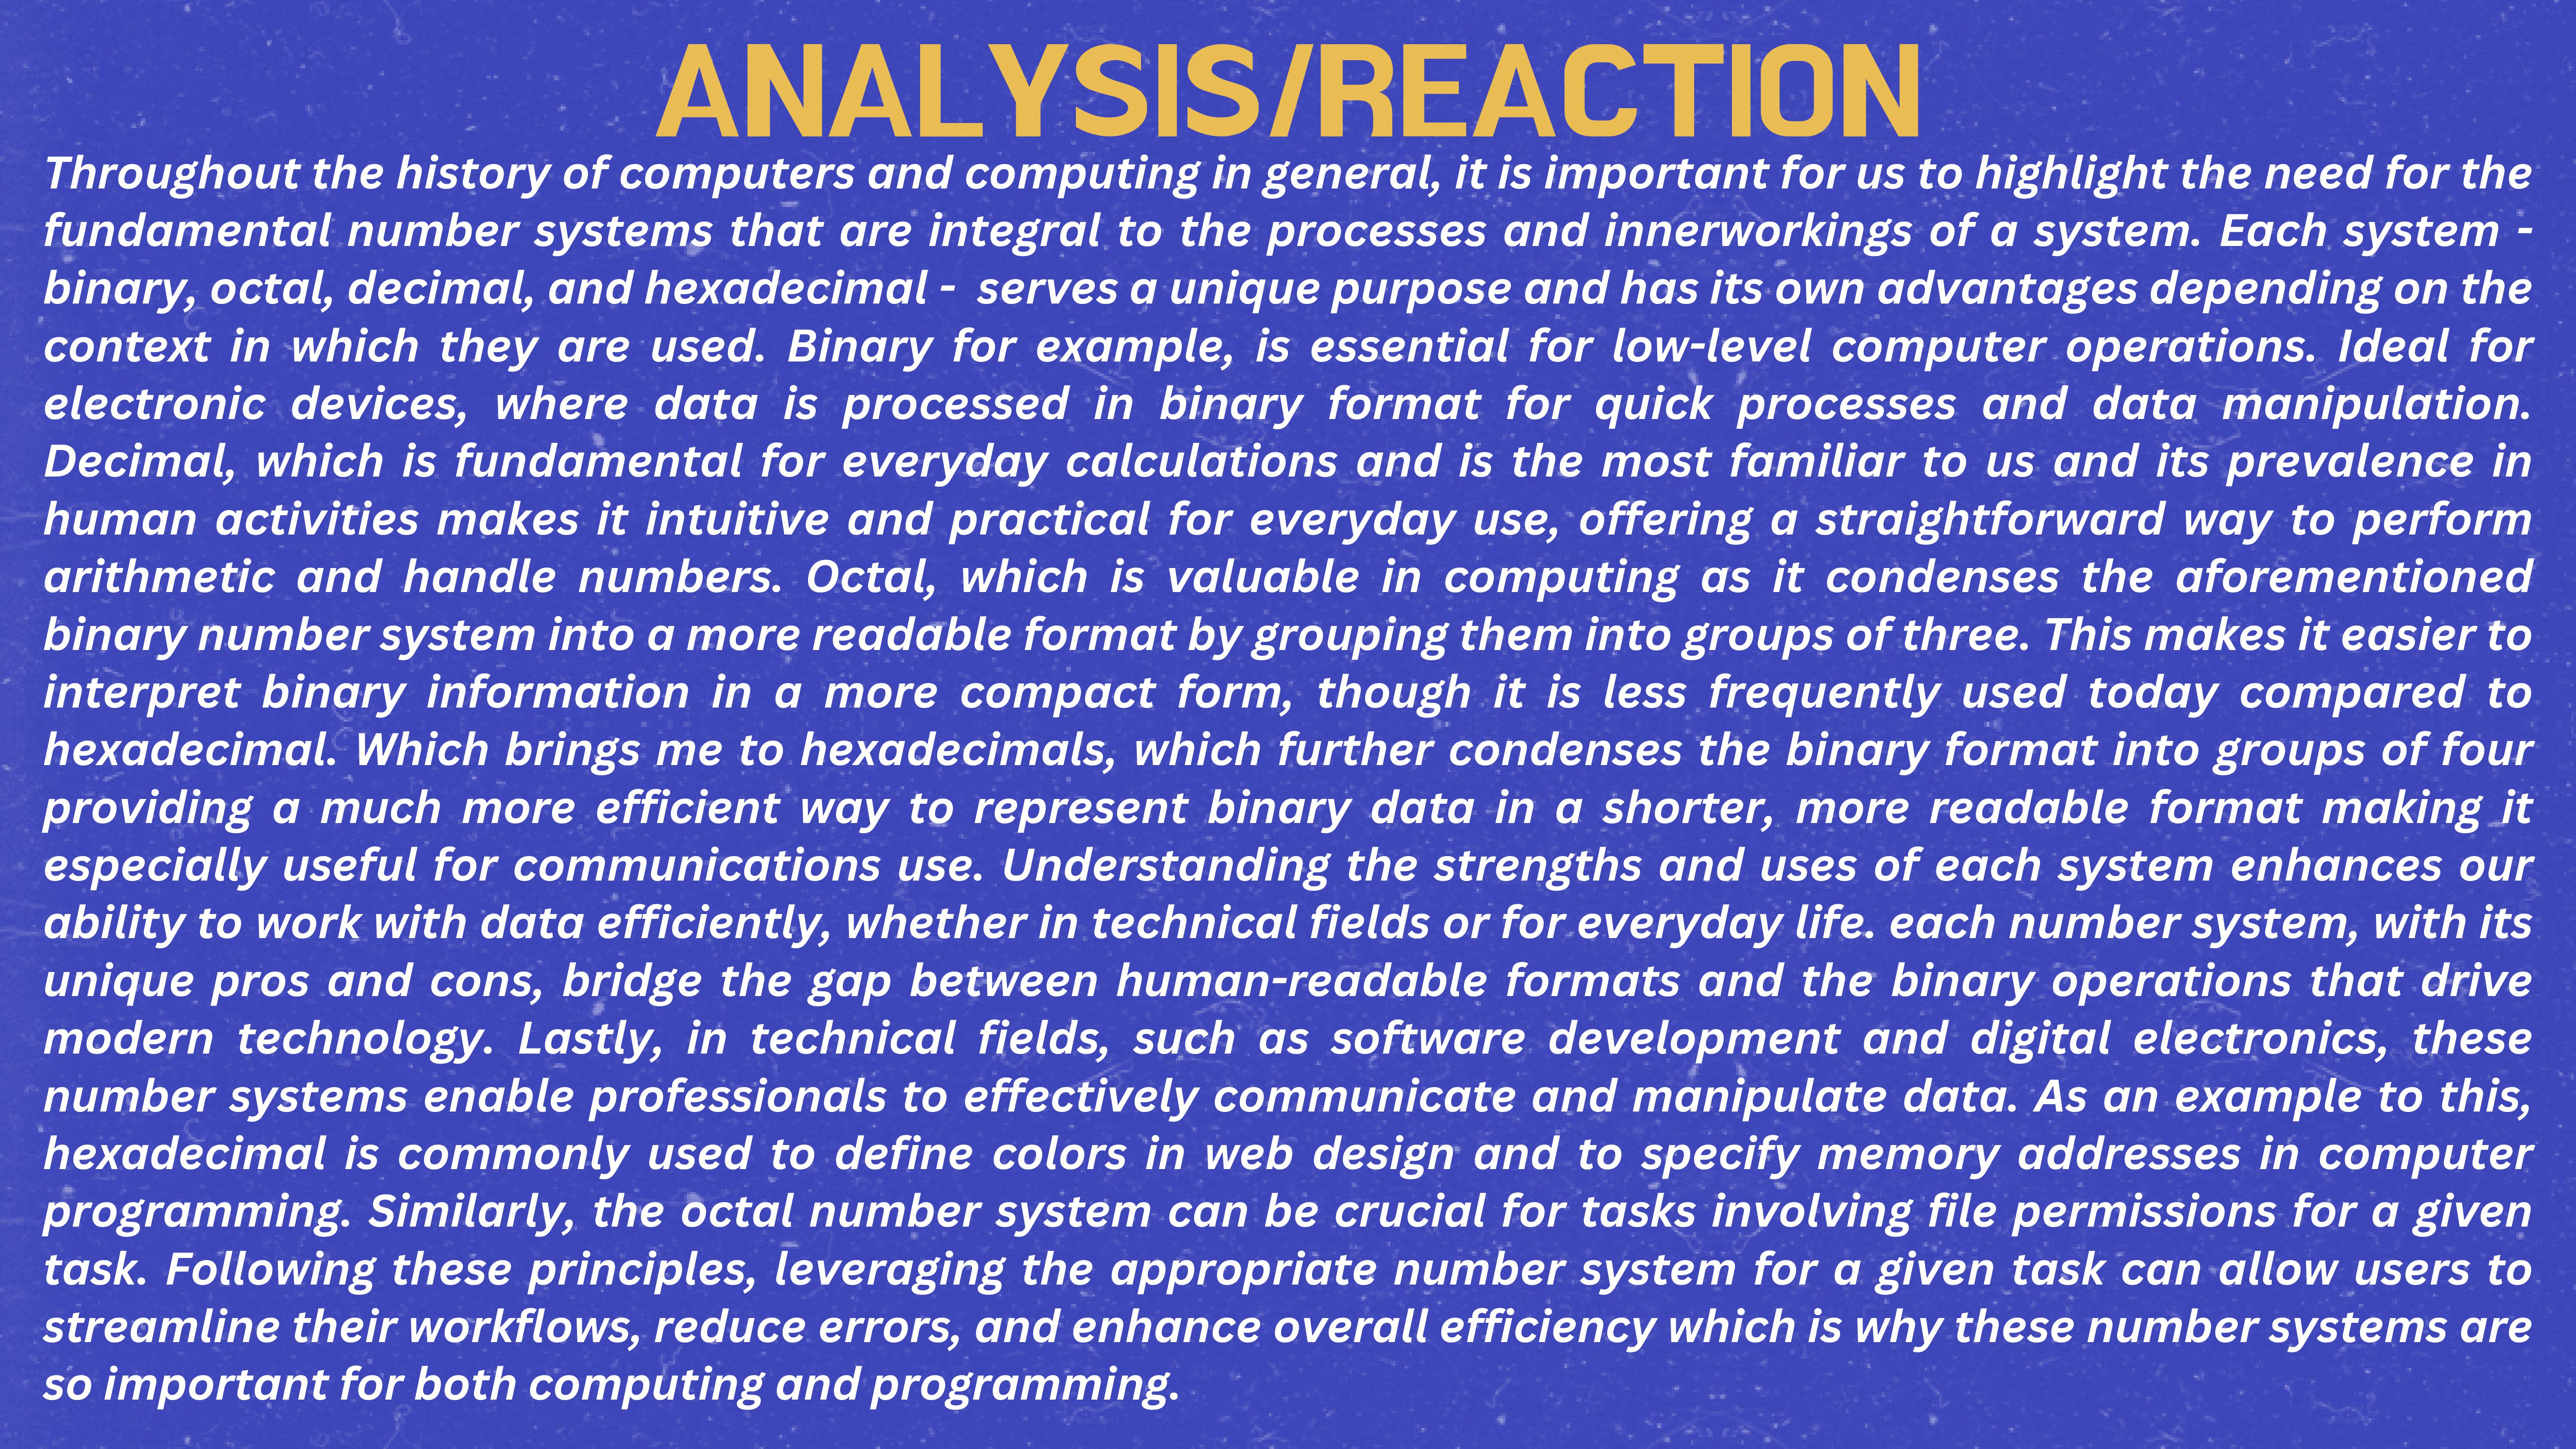 ANALYSIS/REACTION
Throughout the history of computers and computing in general, it is important for us to highlight the need for the
fundamental number systems that are integral to the processes and innerworkings of a system. Each system -
binary, octal, decimal, and hexadecimal -  serves a unique purpose and has its own advantages depending on the
context in which they are used. Binary for example, is essential for low-level computer operations. Ideal for
electronic devices, where data is processed in binary format for quick processes and data manipulation.
Decimal, which is fundamental for everyday calculations and is the most familiar to us and its prevalence in
human activities makes it intuitive and practical for everyday use, offering a straightforward way to perform
arithmetic and handle numbers. Octal, which is valuable in computing as it condenses the aforementioned
binary number system into a more readable format by grouping them into groups of three. This makes it easier to
interpret binary information in a more compact form, though it is less frequently used today compared to
hexadecimal. Which brings me to hexadecimals, which further condenses the binary format into groups of four
providing a much more efficient way to represent binary data in a shorter, more readable format making it
especially useful for communications use. Understanding the strengths and uses of each system enhances our
ability to work with data efficiently, whether in technical fields or for everyday life. each number system, with its
unique pros and cons, bridge the gap between human-readable formats and the binary operations that drive
modern technology. Lastly, in technical fields, such as software development and digital electronics, these
number systems enable professionals to effectively communicate and manipulate data. As an example to this,
hexadecimal is commonly used to define colors in web design and to specify memory addresses in computer
programming. Similarly, the octal number system can be crucial for tasks involving file permissions for a given
task. Following these principles, leveraging the appropriate number system for a given task can allow users to
streamline their workflows, reduce errors, and enhance overall efficiency which is why these number systems are
so important for both computing and programming.